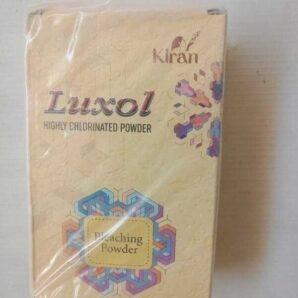 Kiran
Luxol
HIGHLY CHLORINATED POWDER
Bleaching
Powder